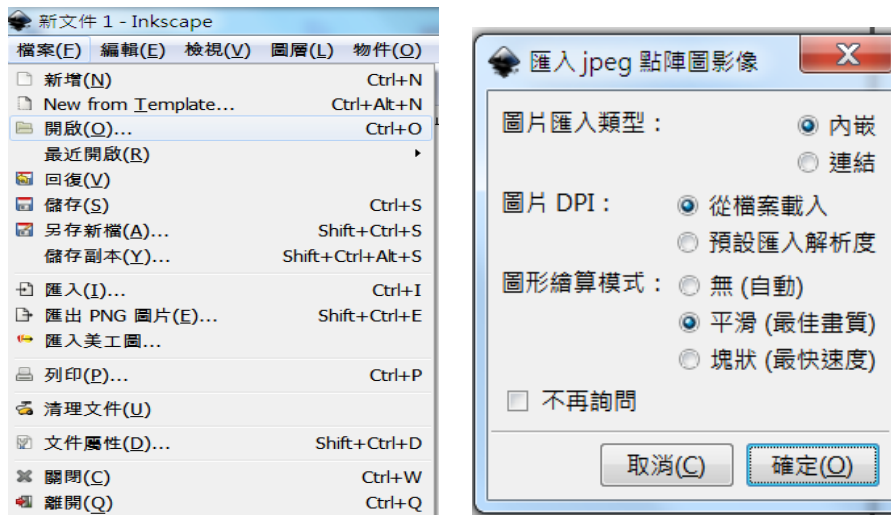 新文件 1 - Inkscape
檔案(F) 編輯(E) 檢視(V) 圖層(L) 物件(O)
新增(N) Ctrl+N
New from Template... Ctrl+Alt+N
開啟(O)... Ctrl+O
最近開啟(R)
回復(V)
儲存(S) Ctrl+S
另存新檔(A)... Shift+Ctrl+S
儲存副本(Y)... Shift+Ctrl+Alt+S
匯入(I)... Ctrl+I
匯出 PNG 圖片(E)... Shift+Ctrl+E
匯入美工圖...
列印(P)... Ctrl+P
清理文件(U)
文件屬性(D)... Shift+Ctrl+D
關閉(C) Ctrl+W
離開(Q) Ctrl+Q
匯入 jpeg 點陣圖影像
圖片匯入類型： 內嵌
連結
圖片 DPI： 從檔案載入
預設匯入解析度
圖形繪算模式： 無 (自動)
平滑 (最佳畫質)
塊狀 (最快速度)
不再詢問
取消(C) 確定(O)